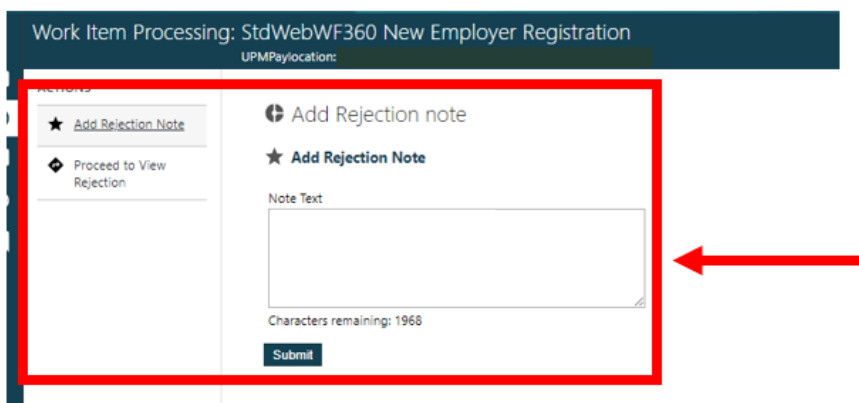 Work Item Processing: StdWebWF360 New Employer Registration
UPMPaylocation:
ACTIONS
Add Rejection Note
Proceed to View
Rejection
Add Rejection note
Add Rejection Note
Note Text
Characters remaining: 1968
Submit